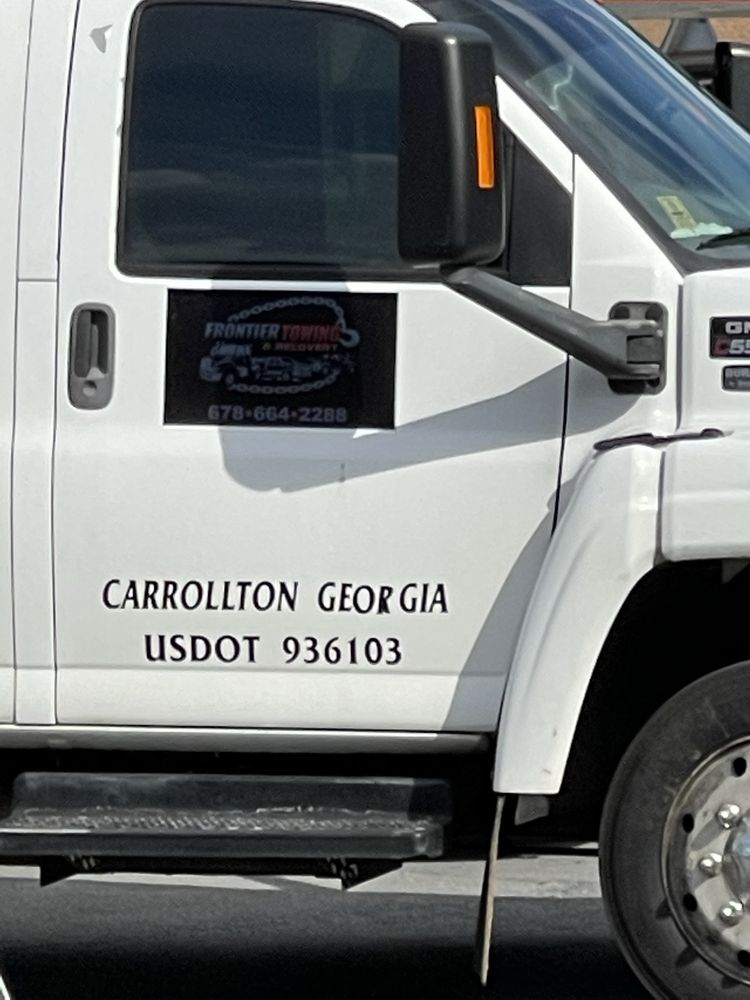 FRONTIER TOWING
& RECOVERY
678•664•2288
CARROLLTON GEORGIA
USDOT 936103